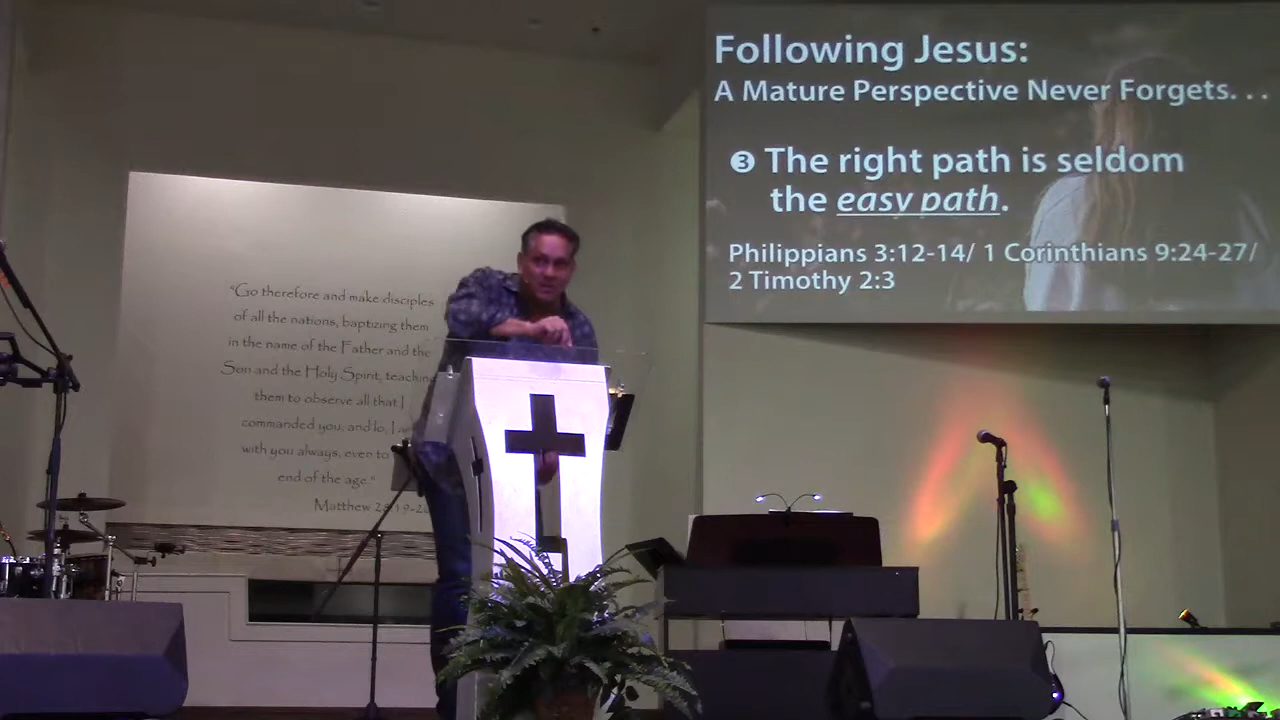 Following Jesus:
A Mature Perspective Never Forgets. . .
❸ The right path is seldom
the easy path.
Philippians 3:12-14/ 1 Corinthians 9:24-27/
2 Timothy 2:3
"Go therefore and make disciples
of all the nations, baptizing them
in the name of the Father and the
Son and the Holy Spirit, teaching
them to observe all that I
commanded you; and lo, I am
with you always, even to
end of the age."
Matthew 28:19-20